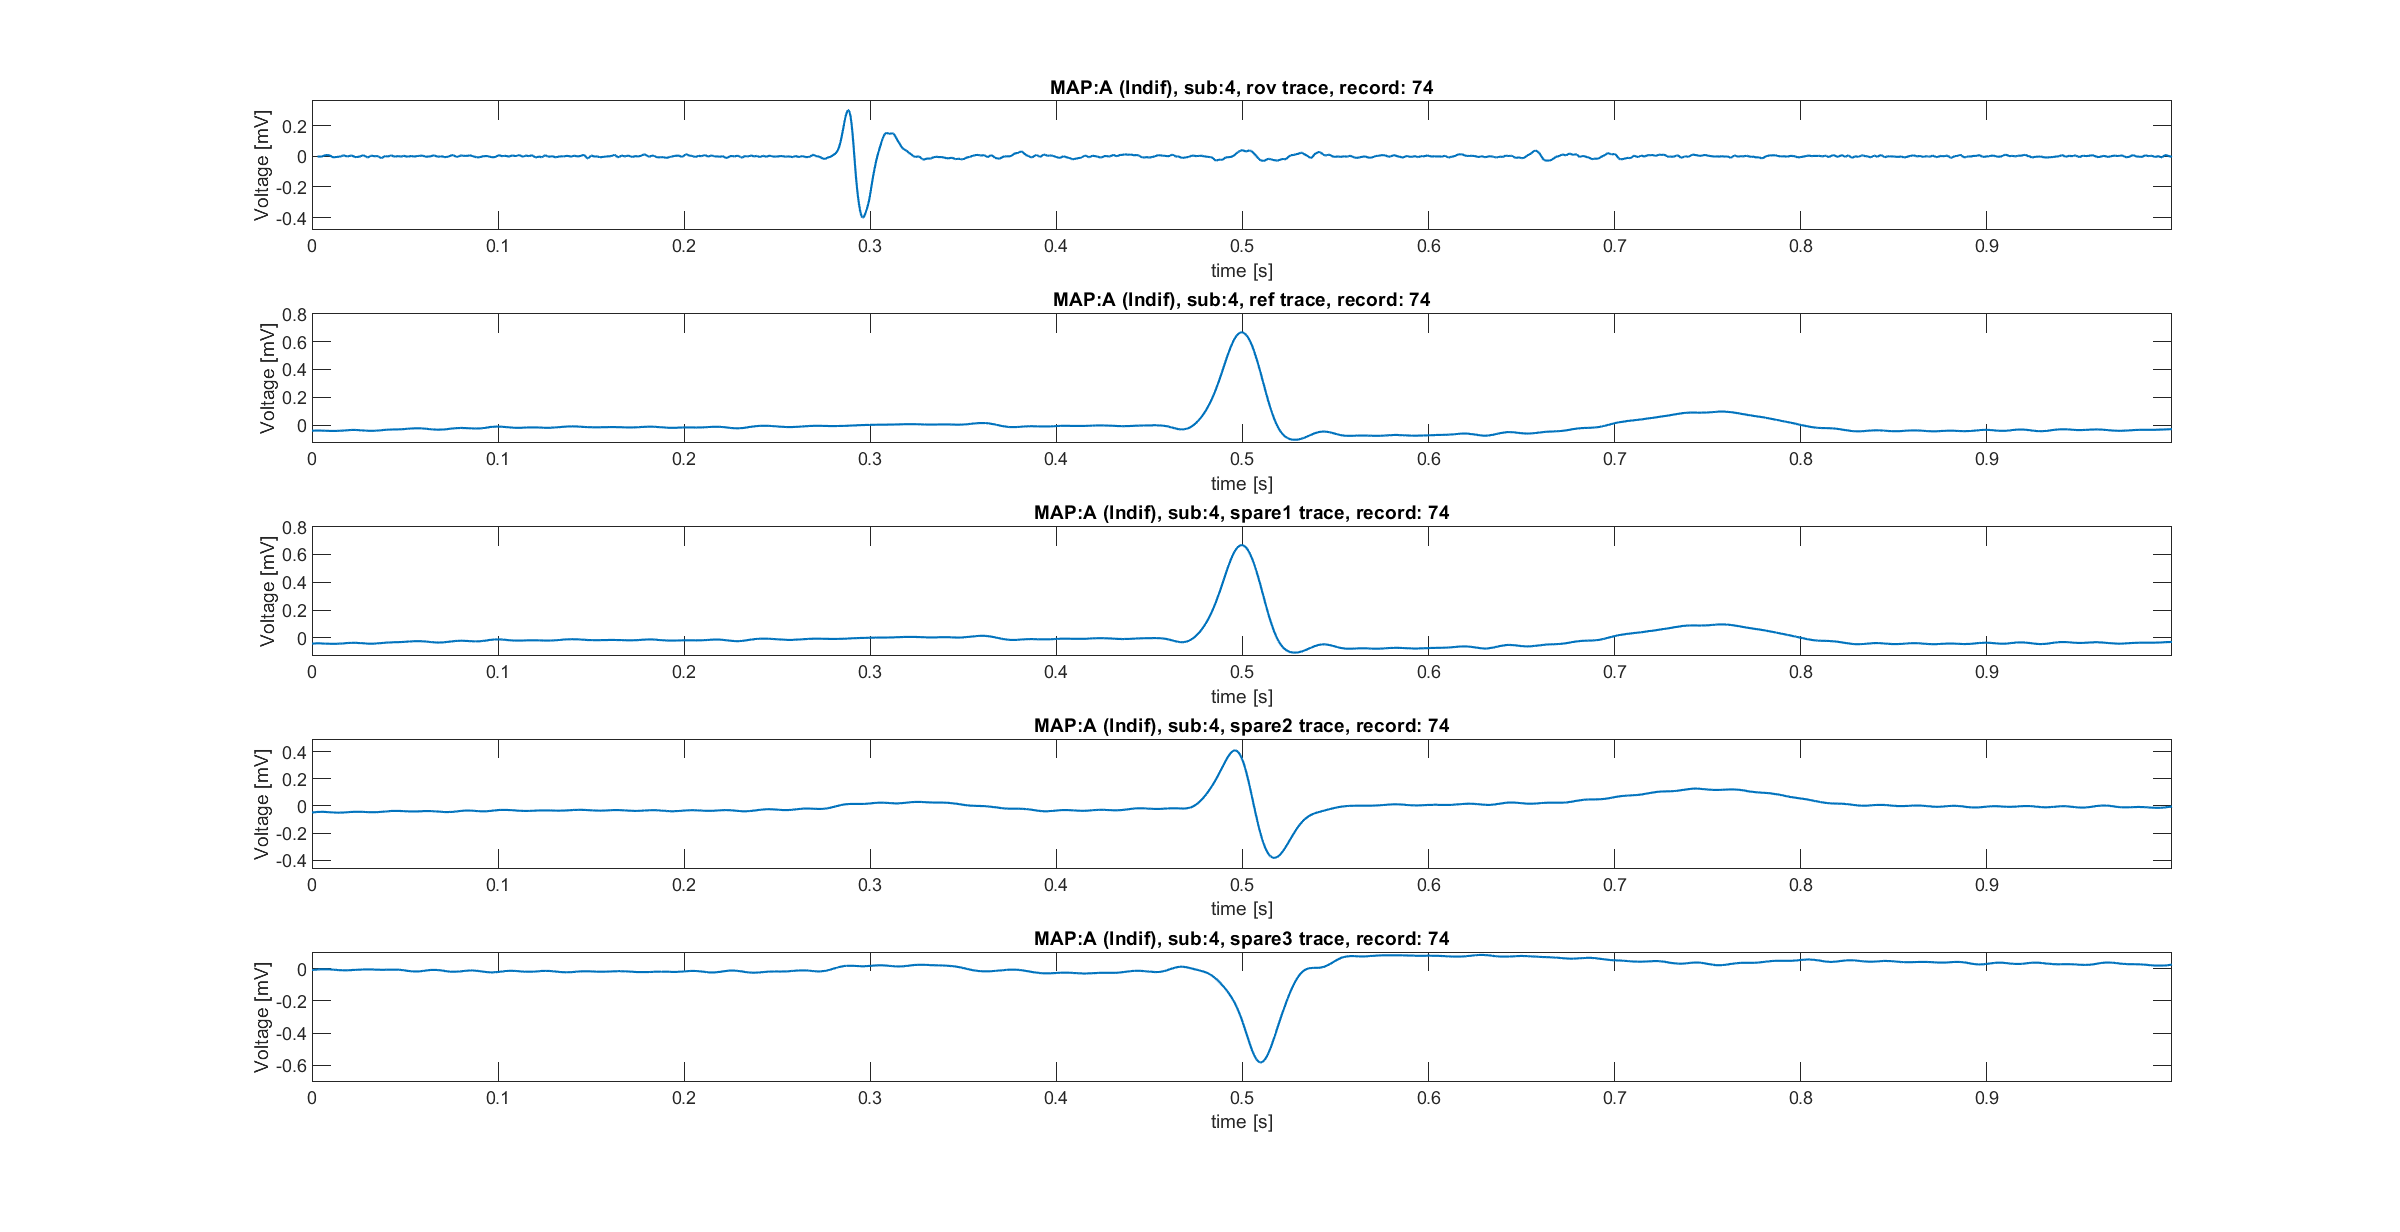 MAP:A (Indif), sub:4, rov trace, record: 74
Voltage [mV]
0.2
0
-0.2
-0.4
0 0.1 0.2 0.3 0.4 0.5 0.6 0.7 0.8 0.9
time [s]
MAP:A (Indif), sub:4, ref trace, record: 74
Voltage [mV]
0.8
0.6
0.4
0.2
0
0 0.1 0.2 0.3 0.4 0.5 0.6 0.7 0.8 0.9
time [s]
MAP:A (Indif), sub:4, spare1 trace, record: 74
Voltage [mV]
0.8
0.6
0.4
0.2
0
0 0.1 0.2 0.3 0.4 0.5 0.6 0.7 0.8 0.9
time [s]
MAP:A (Indif), sub:4, spare2 trace, record: 74
Voltage [mV]
0.4
0.2
0
-0.2
-0.4
0 0.1 0.2 0.3 0.4 0.5 0.6 0.7 0.8 0.9
time [s]
MAP:A (Indif), sub:4, spare3 trace, record: 74
Voltage [mV]
0
-0.2
-0.4
-0.6
0 0.1 0.2 0.3 0.4 0.5 0.6 0.7 0.8 0.9
time [s]